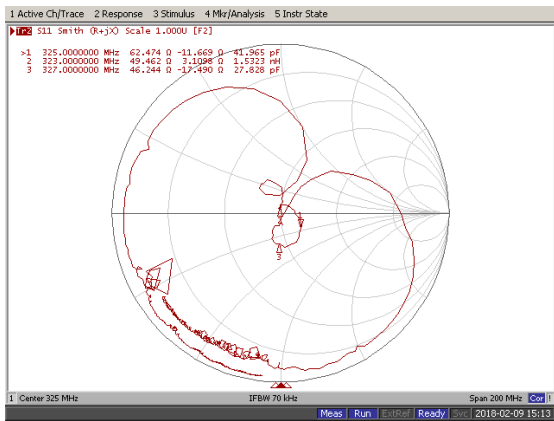 1 Active Ch/Trace 2 Response 3 Stimulus 4 Mkr/Analysis 5 Instr State
Tr2 S11 Smith (R+jX) Scale 1.000U [F2]
>1 325.0000000 MHz 62.474 Ω -11.669 Ω 41.965 pF
2 323.0000000 MHz 49.462 Ω 3.1098 Ω 1.5323 nH
3 327.0000000 MHz 46.244 Ω -17.490 Ω 27.828 pF
3
1 Center 325 MHz IFBW 70 kHz Span 200 MHz Cor !
Meas Run ExtRef Ready Svc 2018-02-09 15:13